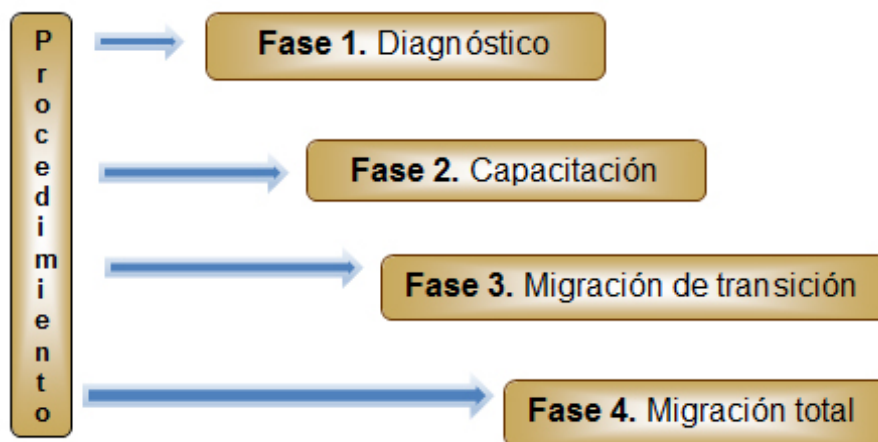 Procedimiento
Fase 1. Diagnóstico
Fase 2. Capacitación
Fase 3. Migración de transición
Fase 4. Migración total